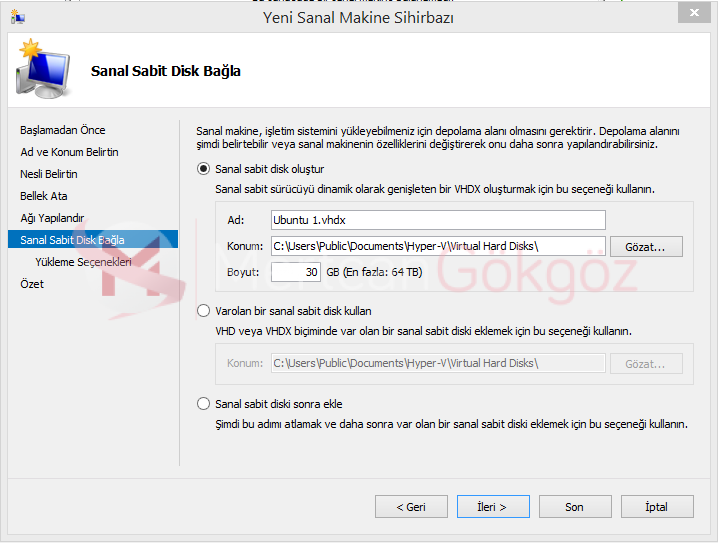 Yeni Sanal Makine Sihirbazı
Sanal Sabit Disk Bağla
Başlamadan Önce
Ad ve Konum Belirtin
Nesli Belirtin
Bellek Ata
Ağı Yapılandır
Sanal Sabit Disk Bağla
Yükleme Seçenekleri
Özet
Sanal makine, işletim sistemini yükleyebilmeniz için depolama alanı olmasını gerektirir. Depolama alanını
şimdi belirtebilir veya sanal makinenin özelliklerini değiştirerek onu daha sonra yapılandırabilirsiniz.
Sanal sabit disk oluştur
Sanal sabit sürücüyü dinamik olarak genişleten bir VHDX oluşturmak için bu seçeneği kullanın.
Ad: Ubuntu 1.vhdx
Konum: C:\Users\Public\Documents\Hyper-V\Virtual Hard Disks\ Gözat...
Boyut: 30 GB (En fazla: 64 TB)
Varolan bir sanal sabit disk kullan
VHD veya VHDX biçiminde var olan bir sanal sabit diski eklemek için bu seçeneği kullanın.
Konum: C:\Users\Public\Documents\Hyper-V\Virtual Hard Disks\ Gözat...
Sanal sabit diski sonra ekle
Şimdi bu adımı atlamak ve daha sonra var olan bir sanal sabit diski eklemek için bu seçeneği kullanın.
< Geri İleri > Son İptal